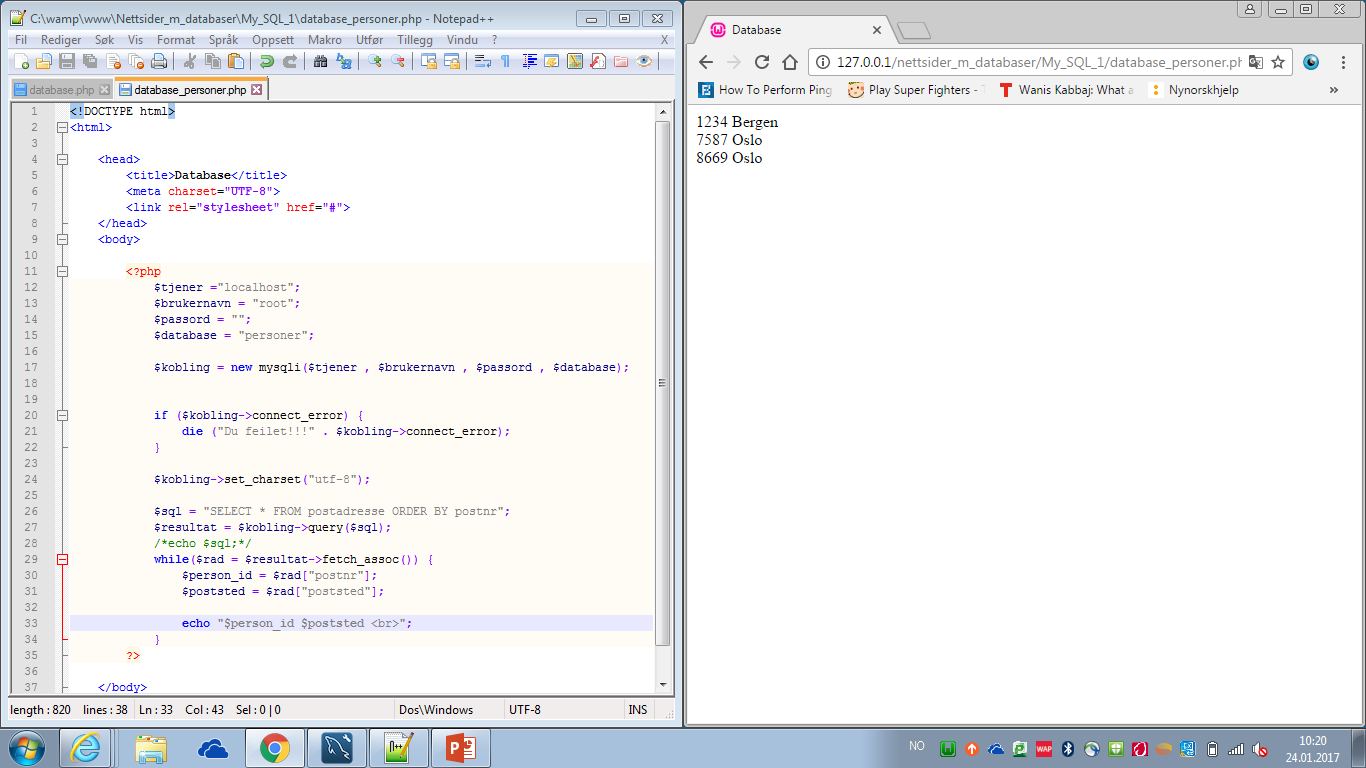 C:\wamp\www\Nettsider_m_databaser\My_SQL_1\database_personer.php - Notepad++
Fil Rediger Søk Vis Format Språk Oppsett Makro Utfør Tillegg Vindu ? X
database.php database_personer.php
1 <!DOCTYPE html>
2 <html>
3
4 <head>
5 <title>Database</title>
6 <meta charset="UTF-8">
7 <link rel="stylesheet" href="#">
8 </head>
9 <body>
10
11 <?php
12 $tjener ="localhost";
13 $brukernavn = "root";
14 $passord = "";
15 $database = "personer";
16
17 $kobling = new mysqli($tjener , $brukernavn , $passord , $database);
18
19
20 if ($kobling->connect_error) {
21 die ("Du feilet!!!" . $kobling->connect_error);
22 }
23
24 $kobling->set_charset("utf-8");
25
26 $sql = "SELECT * FROM postadresse ORDER BY postnr";
27 $resultat = $kobling->query($sql);
28 /*echo $sql;*/
29 while($rad = $resultat->fetch_assoc()) {
30 $person_id = $rad["postnr"];
31 $poststed = $rad["poststed"];
32
33 echo "$person_id $poststed <br>";
34 }
35 ?>
36
37 </body>
length : 820 lines : 38 Ln : 33 Col : 43 Sel : 0 | 0 Dos\Windows UTF-8 INS
Database
127.0.0.1/nettsider_m_databaser/My_SQL_1/database_personer.ph
How To Perform Ping Play Super Fighters - Wanis Kabbaj: What a Nynorskhjelp »
1234 Bergen
7587 Oslo
8669 Oslo
NO WAP 10:20
24.01.2017